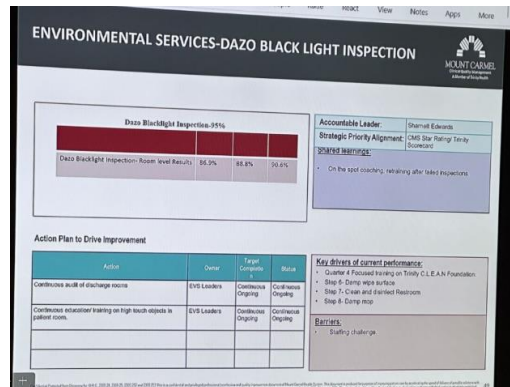 React View Notes Apps More
ENVIRONMENTAL SERVICES-DAZO BLACK LIGHT INSPECTION
MOUNT CARMEL
Dazo Blacklight Inspection-95%
Dazo Blacklight Inspection- Room level Results 86.9% 88.8% 90.6%
Accountable Leader: Sharnell Edwards
Strategic Priority Alignment: CMS Star Rating/ Trinity
Scorecard
Shared learnings:
• On the spot coaching, retraining after failed inspections
Action Plan to Drive Improvement
Action Owner Target
Completio
n Status
Continuous audit of discharge rooms EVS Leaders Continuous
Ongoing Continuous
Ongoing
Continuous education/ training on high touch objects in
patient room. EVS Leaders Continuous
Ongoing Continuous
Ongoing
Key drivers of current performance:
• Quarter 4 Focused training on Trinity C.L.E.A.N Foundation
• Step 6- Damp wipe surface
• Step 7- Clean and disinfect Restroom
• Step 8- Damp mop
Barriers:
• Staffing challenge